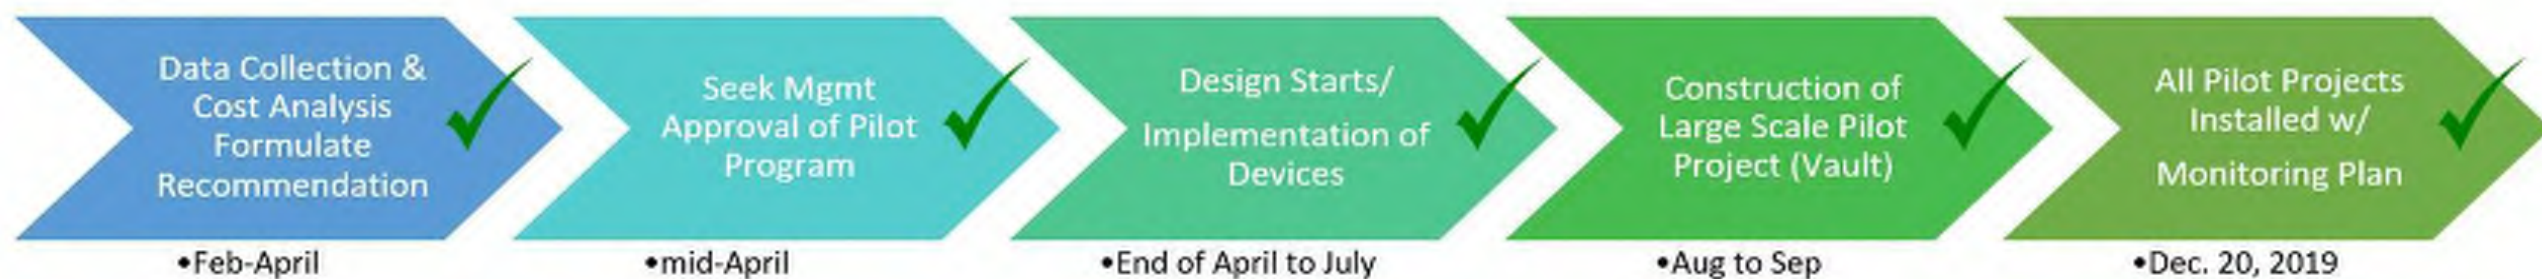 Data Collection &
Cost Analysis
Formulate
Recommendation
•Feb-April
Seek Mgmt
Approval of Pilot
Program
•mid-April
Design Starts/
Implementation of
Devices
•End of April to July
Construction of
Large Scale Pilot
Project (Vault)
•Aug to Sep
All Pilot Projects
Installed w/
Monitoring Plan
•Dec. 20, 2019